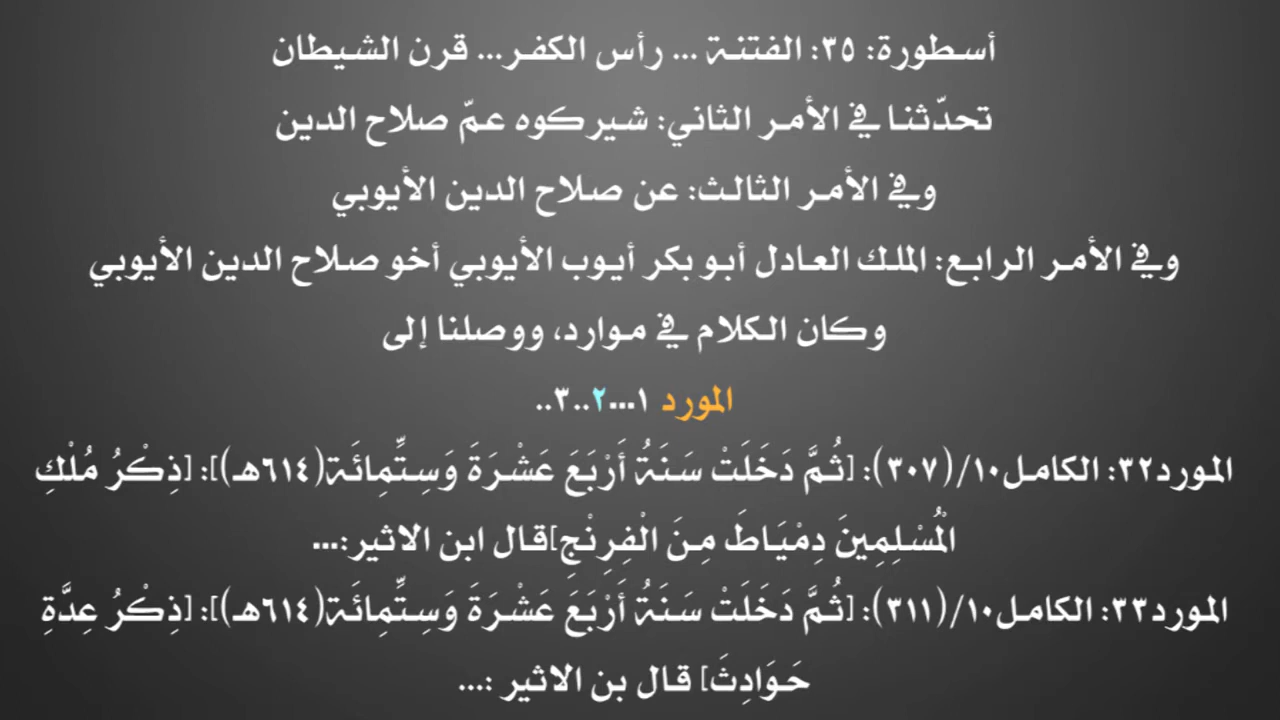 أسطورة: ٣٥: الفتنة ... رأس الكفر... قرن الشيطان
تحدّثنا في الأمر الثاني: شيركوه عمّ صلاح الدين
وفي الأمر الثالث: عن صلاح الدين الأيوبي
وفي الأمر الرابع: الملك العادل أبو بكر أيوب الأيوبي أخو صلاح الدين الأيوبي
وكان الكلام في موارد، ووصلنا إلى
المورد ١...٢..٣..
المورد٣٢: الكامل١٠/(٣٠٧): [ثُمَّ دَخَلَتْ سَنَةُ أَرْبَعَ عَشْرَةَ وَسِتِّمِائَة(٦١٤هـ)]: [ذِكْرُ مُلْكِ
الْمُسْلِمِينَ دِمْيَاطَ مِنَ الْفِرِنْجِ]قال ابن الاثير:...
المورد٣٣: الكامل١٠/(٣١١): [ثُمَّ دَخَلَتْ سَنَةُ أَرْبَعَ عَشْرَةَ وَسِتِّمِائَة(٦١٤هـ)]: [ذِكْرُ عِدَّةِ
حَوَادِثَ] قال بن الاثير :...